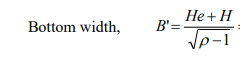 Bottom width, B'= He+H / √ρ−1 =